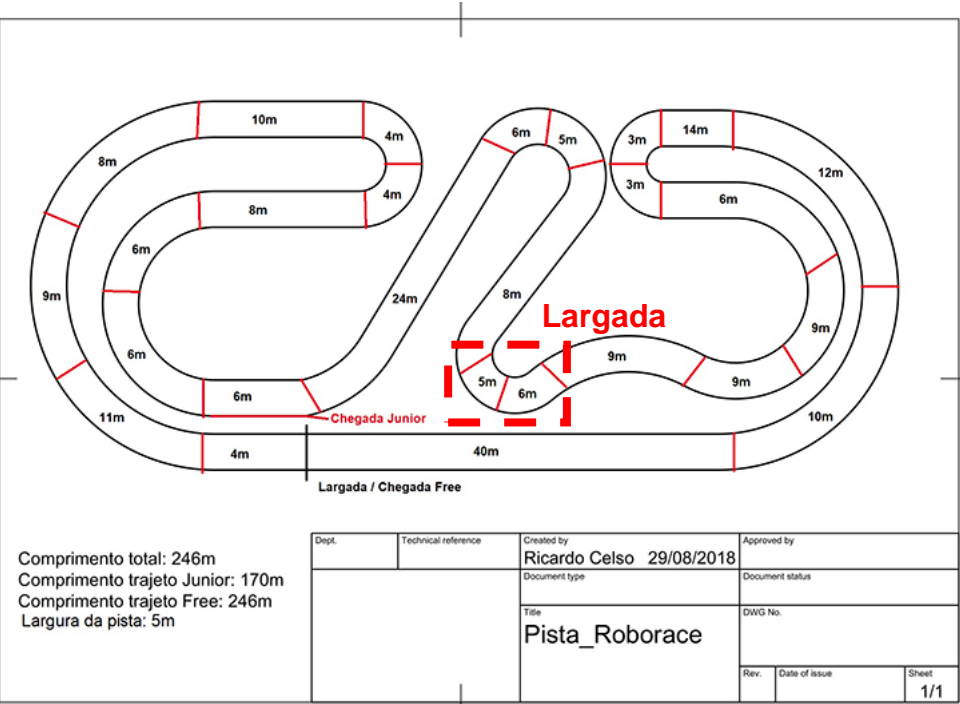 10m
4m
6m
5m
3m
14m
8m
12m
4m
3m
8m
6m
6m
9m
24m
8m
Largada
9m
6m
9m
5m
9m
6m
6m
Chegada Junior
11m
10m
4m
40m
Largada / Chegada Free
Comprimento total: 246m
Comprimento trajeto Junior: 170m
Comprimento trajeto Free: 246m
Largura da pista: 5m
Dept.
Technical reference
Created by
Ricardo Celso 29/08/2018
Approved by
Document type
Document status
Title
Pista_Roborace
DWG No.
Rev.
Date of issue
Sheet
1/1